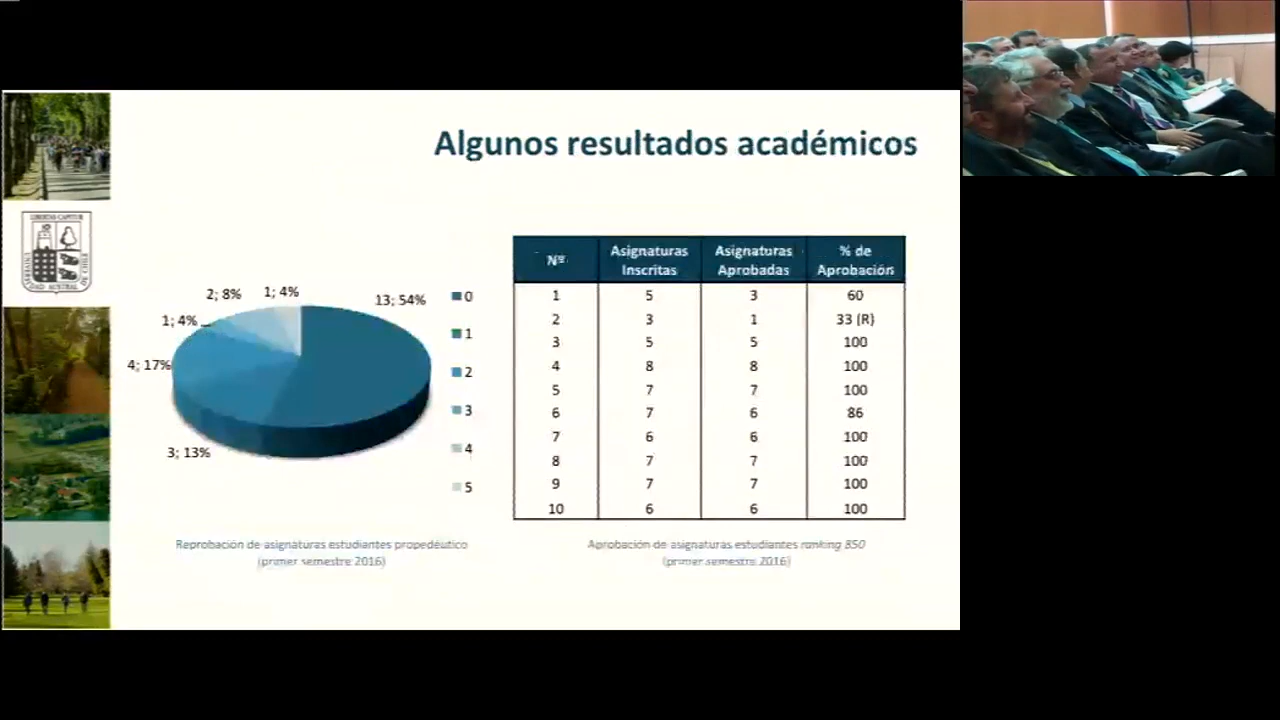 Algunos resultados académicos
LIBERTAS CAPITUR
2; 8%
1; 4%
13; 54%
1; 4%
4; 17%
3; 13%
0
1
2
3
4
5
Nº Asignaturas Inscritas Asignaturas Aprobadas % de Aprobación
1 5 3 60
2 3 1 33 (R)
3 5 5 100
4 8 8 100
5 7 7 100
6 7 6 86
7 6 6 100
8 7 7 100
9 7 7 100
10 6 6 100
Reprobación de asignaturas estudiantes propedéutico
(primer semestre 2016)
Aprobación de asignaturas estudiantes ranking 850
(primer semestre 2016)